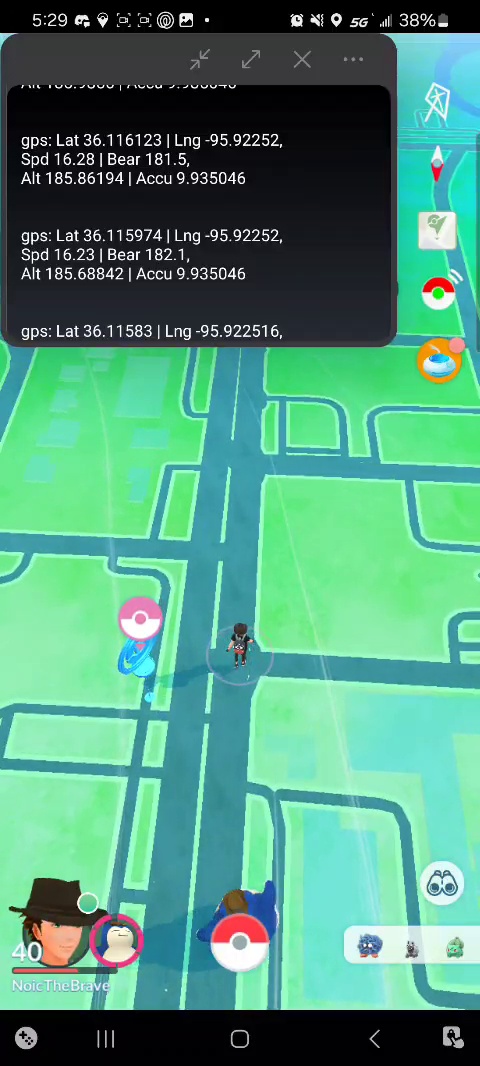 5:29
5G 38%
gps: Lat 36.116123 | Lng -95.92252,
Spd 16.28 | Bear 181.5,
Alt 185.86194 | Accu 9.935046
gps: Lat 36.115974 | Lng -95.92252,
Spd 16.23 | Bear 182.1,
Alt 185.68842 | Accu 9.935046
gps: Lat 36.11583 | Lng -95.922516,
40
NoicTheBrave